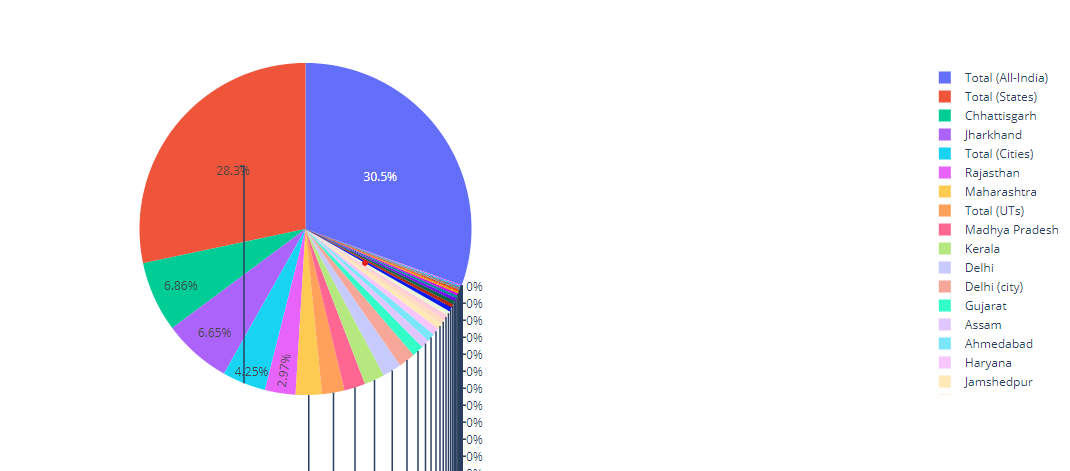 28.3%
30.5%
6.86%
6.65%
4.25%
2.97%
0%
0%
0%
0%
0%
0%
0%
0%
0%
0%
0%
Total (All-India)
Total (States)
Chhattisgarh
Jharkhand
Total (Cities)
Rajasthan
Maharashtra
Total (UTs)
Madhya Pradesh
Kerala
Delhi
Delhi (city)
Gujarat
Assam
Ahmedabad
Haryana
Jamshedpur